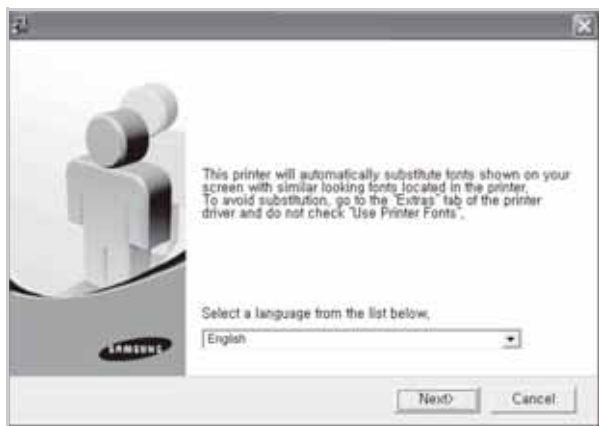 This printer will automatically substitute fonts shown on your
screen with similar looking fonts located in the printer,
To avoid substitution, go to the "Extras" tab of the printer
driver and do not check "Use Printer Fonts",
Select a language from the list below,
English
SAMSUNG
Next>
Cancel